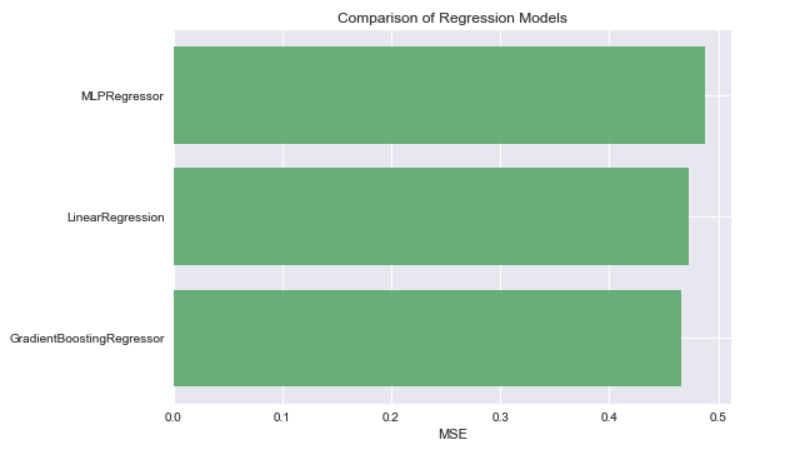 Comparison of Regression Models
MLPRegressor
LinearRegression
GradientBoostingRegressor
0.0 0.1 0.2 0.3 0.4 0.5
MSE